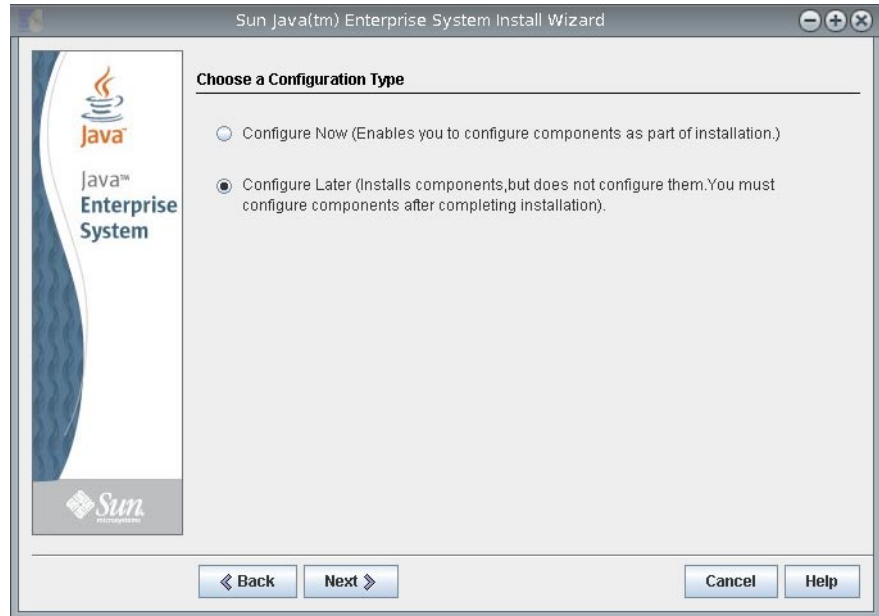 Sun Java(tm) Enterprise System Install Wizard
Java™
Java™
Enterprise
System
Sun
microsystems
Choose a Configuration Type
Configure Now (Enables you to configure components as part of installation.)
Configure Later (Installs components,but does not configure them.You must
configure components after completing installation).
Back
Next
Cancel
Help